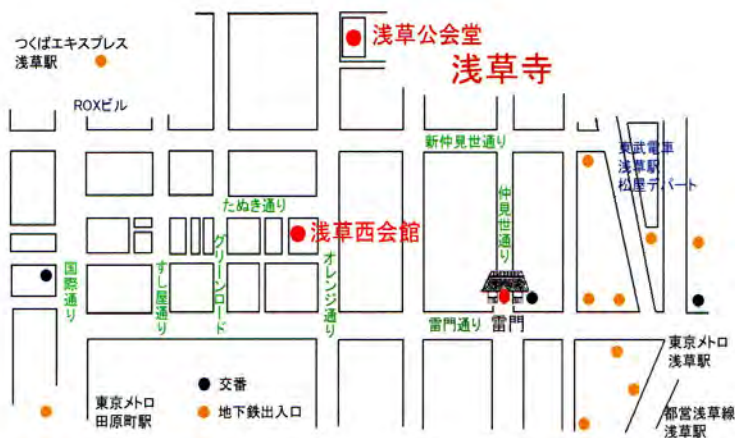 浅草公会堂
浅草寺
つくばエキスプレス
浅草駅
ROXビル
新仲見世通り
東武電車
浅草駅
松屋デパート
たぬき通り
仲見世通り
浅草西会館
国際通り
すし屋通り
グリーンロード
オレンジ通り
雷門通り
雷門
東京メトロ
浅草駅
東京メトロ
田原町駅
交番
地下鉄出入口
都営浅草線
浅草駅